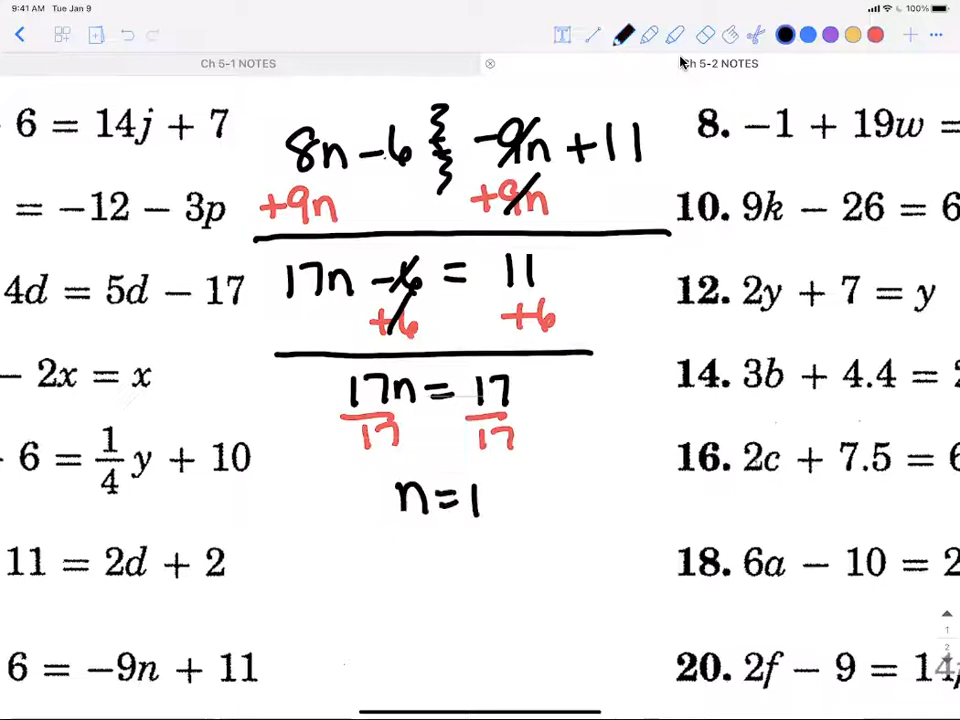 9:41 AM Tue Jan 9 100%
Ch 5-1 NOTES
Ch 5-2 NOTES
6 = 14j + 7
= −12 − 3p
4d = 5d − 17
− 2x = x
6 = 1/4 y + 10
11 = 2d + 2
6 = −9n + 11
8n − 6 = −9n + 11
+9n +9n
17n − 6 = 11
+6 +6
17n = 17
17 17
n = 1
8. −1 + 19w =
10. 9k − 26 = 6
12. 2y + 7 = y
14. 3b + 4.4 =
16. 2c + 7.5 = 6
18. 6a − 10 = 2
20. 2f − 9 = 14
1
2